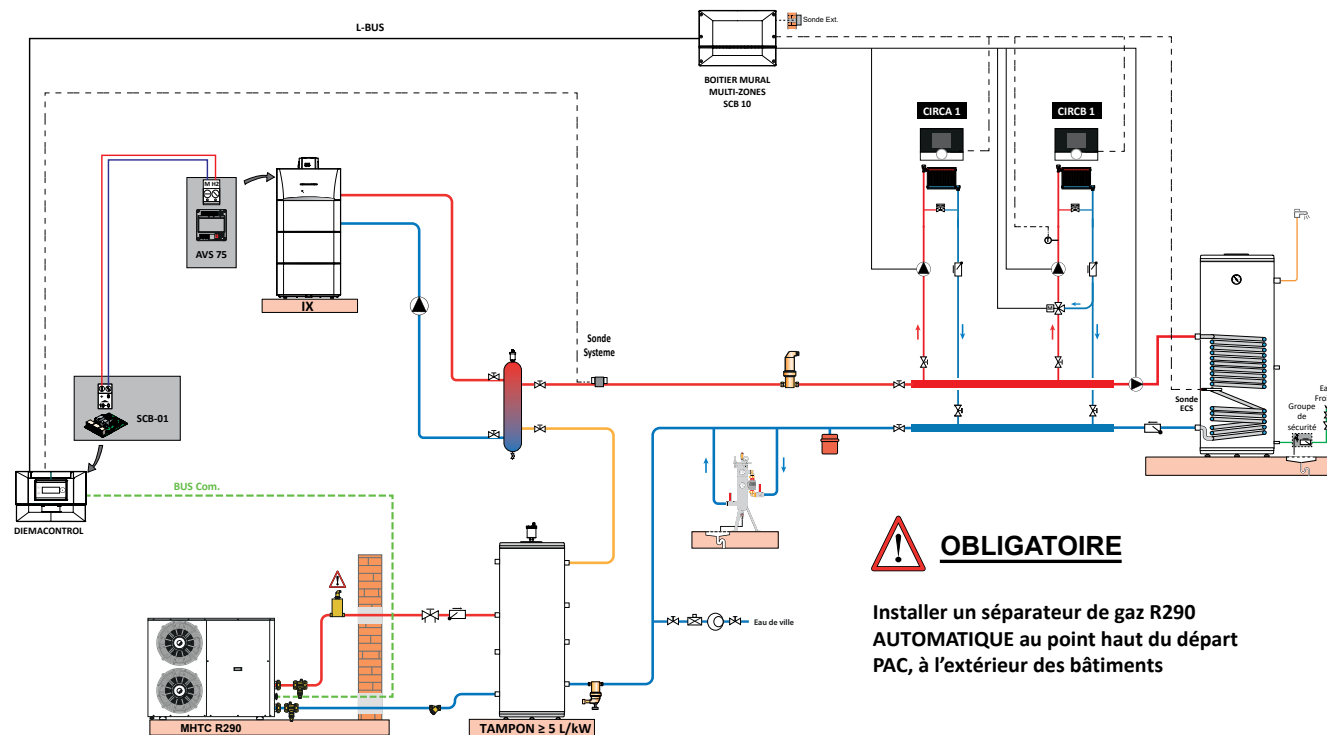 L-BUS
Sonde Ext.
BOITIER MURAL
MULTI-ZONES
SCB 10
CIRCA 1
CIRCB 1
M HZ
AVS 75
IX
Sonde
Systeme
SCB-01
Sonde
ECS
Groupe
de
sécurité
BUS Com.
DIEMACONTROL
OBLIGATOIRE
Installer un séparateur de gaz R290
AUTOMATIQUE au point haut du départ
PAC, à l'extérieur des bâtiments
Eau de ville
MHTC R290
TAMPON ≥ 5 L/kW